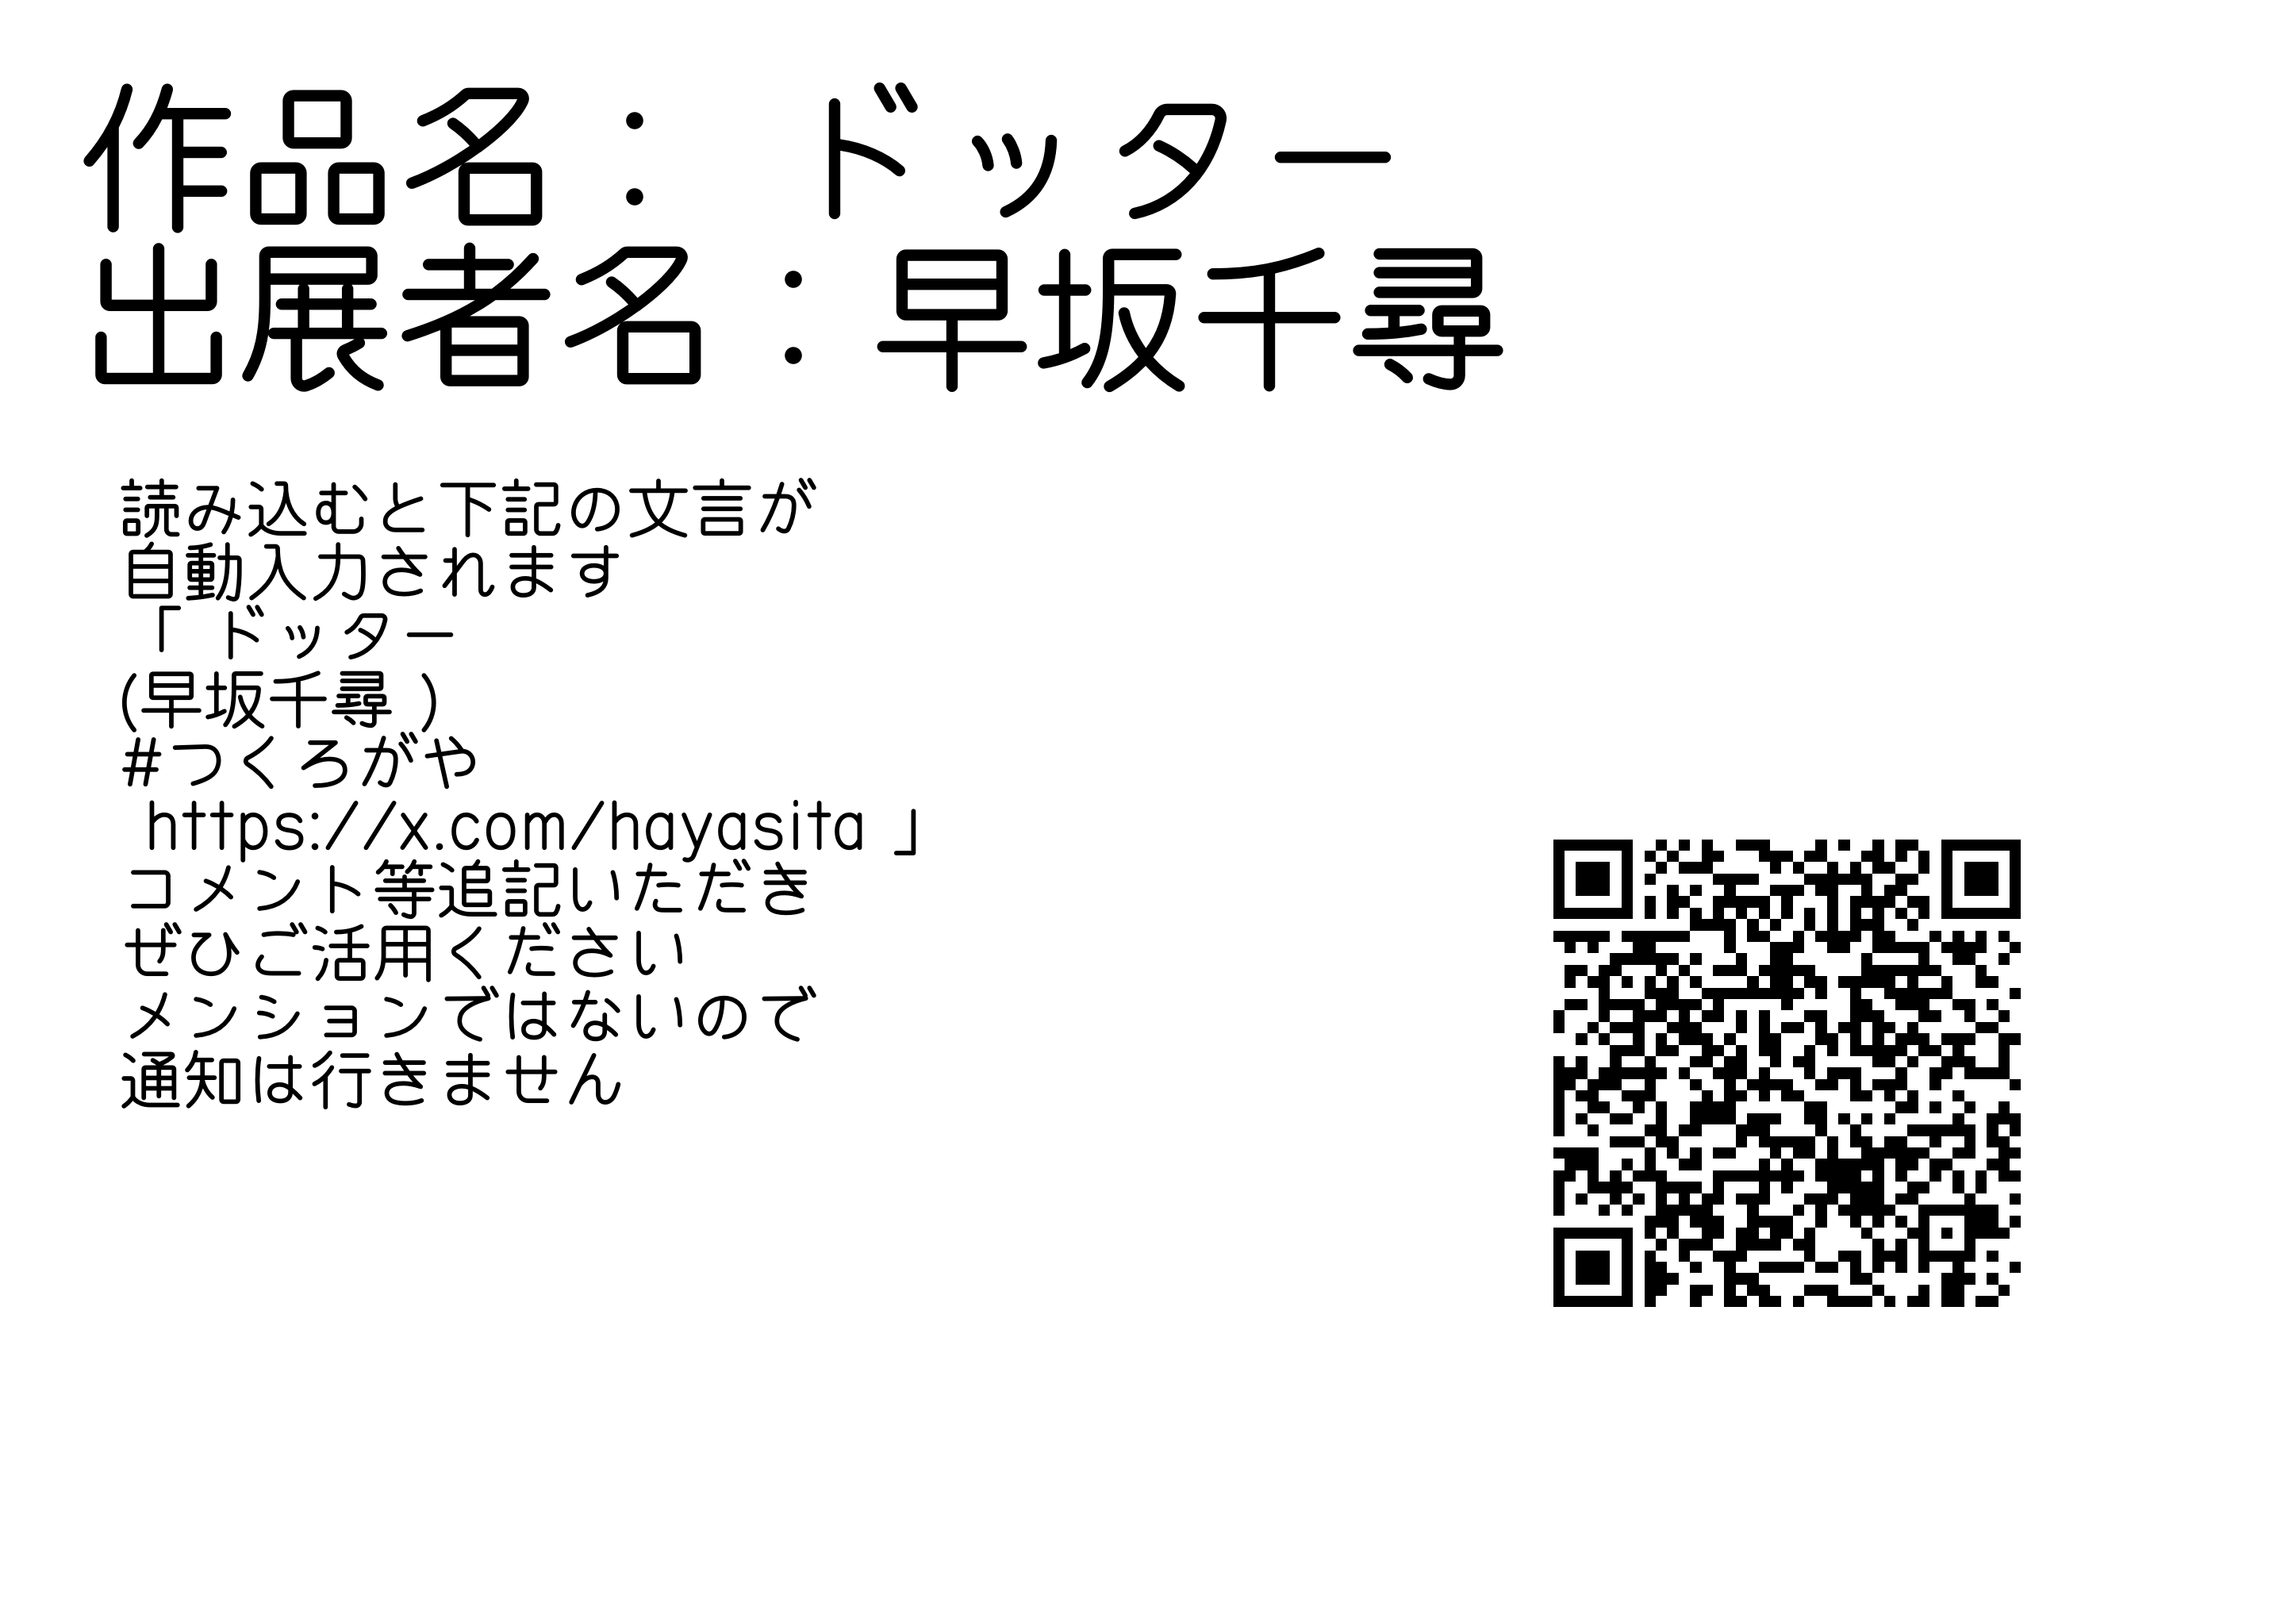 作品名： ドッター
出展者名：早坂千尋
読み込むと下記の文言が
自動入力されます
「 ドッター
(早坂千尋 )
#つくろがや
https://x.com/hayasita 」
コメント等追記いただき
ぜひご活用ください
メンションではないので
通知は行きません